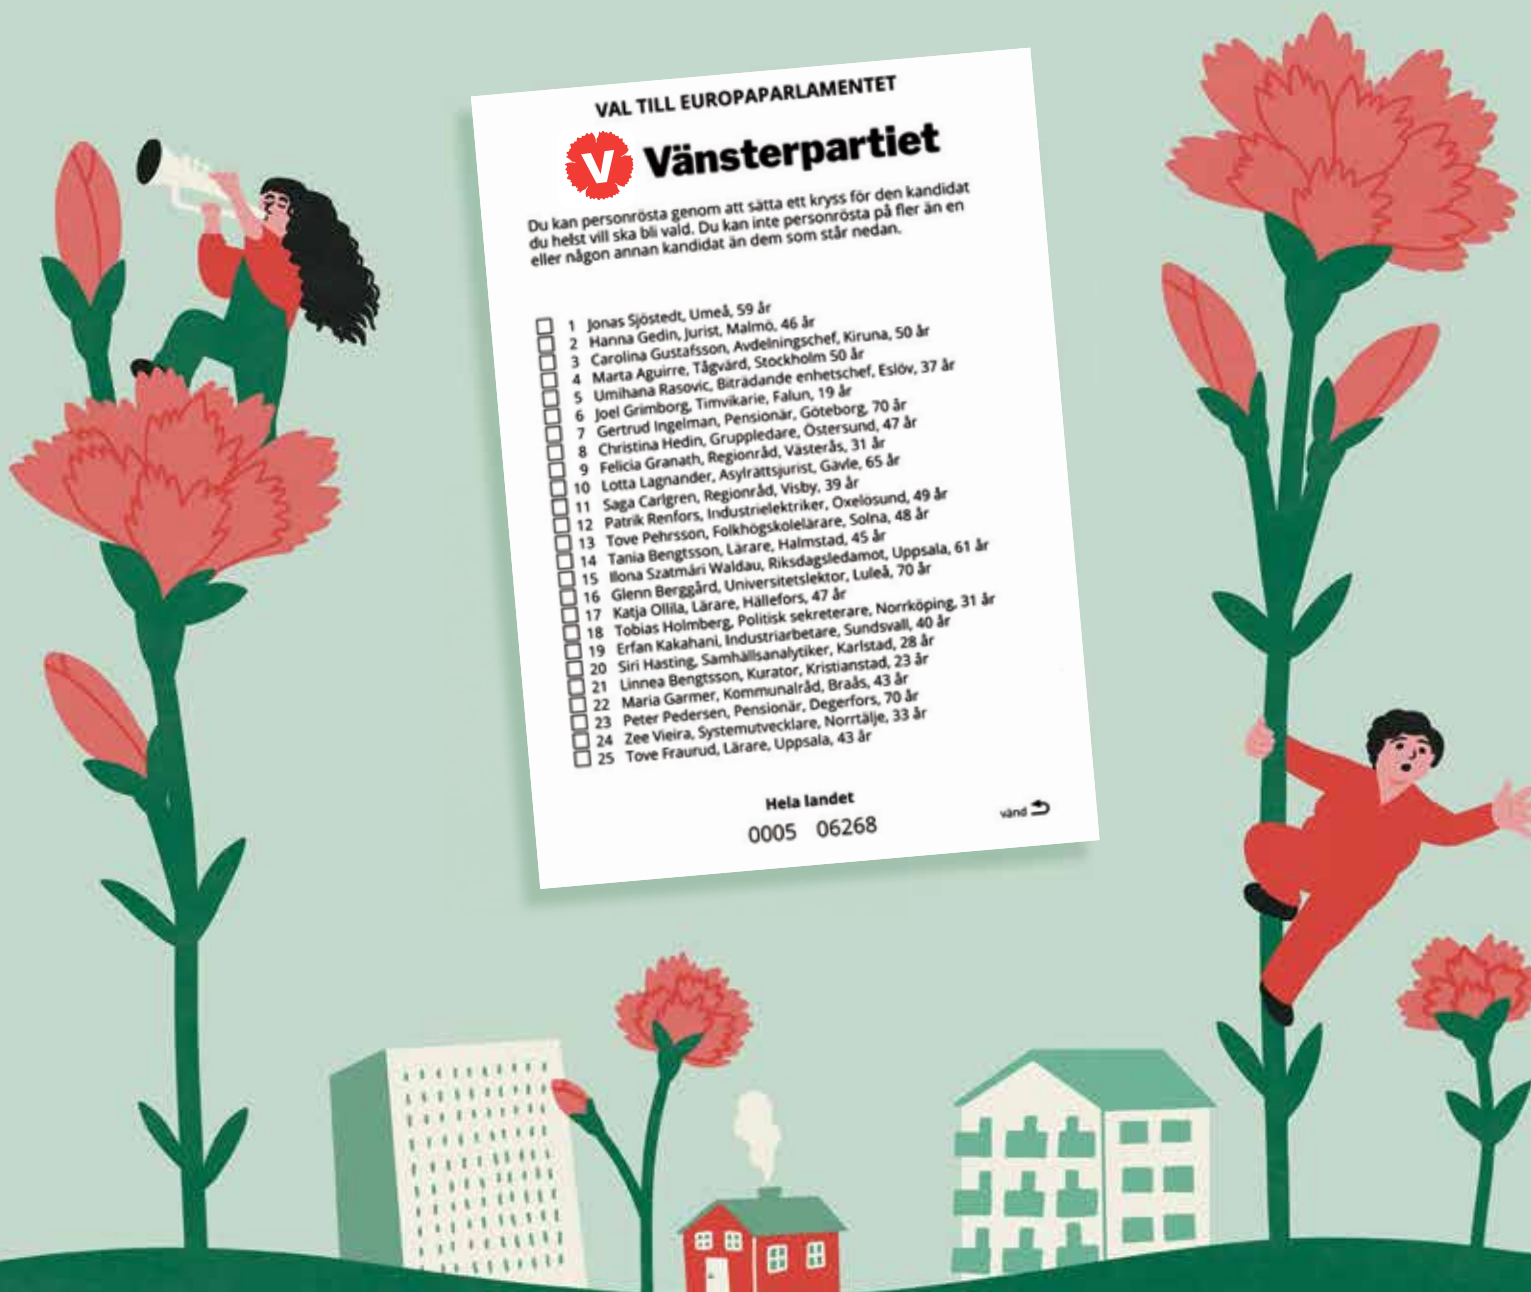 VAL TILL EUROPAPARLAMENTET
V Vänsterpartiet
Du kan personrösta genom att sätta ett kryss för den kandidat
du helst vill ska bli vald. Du kan inte personrösta på fler än en
eller någon annan kandidat än dem som står nedan.
1 Jonas Sjöstedt, Umeå, 59 år
2 Hanna Gedin, Jurist, Malmö, 46 år
3 Carolina Gustafsson, Avdelningschef, Kiruna, 50 år
4 Marta Aguirre, Tågvärd, Stockholm 50 år
5 Umihana Rasovic, Biträdande enhetschef, Eslöv, 37 år
6 Joel Grimborg, Timvikarie, Falun, 19 år
7 Gertrud Ingelman, Pensionär, Göteborg, 70 år
8 Christina Hedin, Gruppledare, Östersund, 47 år
9 Felicia Granath, Regionråd, Västerås, 31 år
10 Lotta Lagnander, Asylrättsjurist, Gävle, 65 år
11 Saga Carlgren, Regionråd, Visby, 39 år
12 Patrik Renfors, Industrielektriker, Oxelösund, 49 år
13 Tove Pehrsson, Folkhögskolelärare, Solna, 48 år
14 Tania Bengtsson, Lärare, Halmstad, 45 år
15 Ilona Szatmári Waldau, Riksdagsledamot, Uppsala, 61 år
16 Glenn Berggård, Universitetslektor, Luleå, 70 år
17 Katja Ollila, Lärare, Hällefors, 47 år
18 Tobias Holmberg, Politisk sekreterare, Norrköping, 31 år
19 Erfan Kakahani, Industriarbetare, Sundsvall, 40 år
20 Siri Hasting, Samhällsanalytiker, Karlstad, 28 år
21 Linnea Bengtsson, Kurator, Kristianstad, 23 år
22 Maria Garmer, Kommunalråd, Braås, 43 år
23 Peter Pedersen, Pensionär, Degerfors, 70 år
24 Zee Vieira, Systemutvecklare, Norrtälje, 33 år
25 Tove Fraurud, Lärare, Uppsala, 43 år
Hela landet
0005 06268
vänd